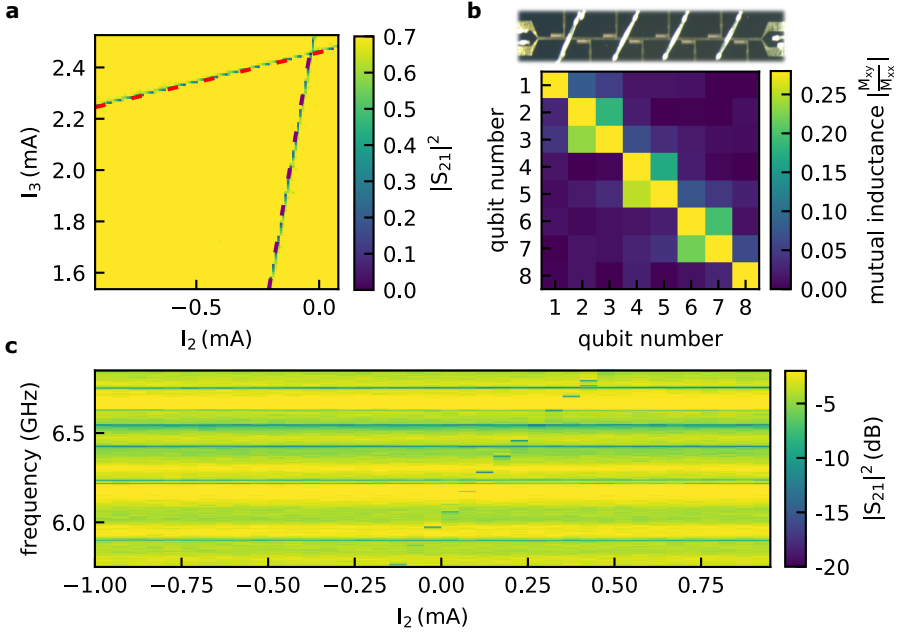 a
2.4
2.2
2.0
1.8
1.6
I3 (mA)
−0.5
0.0
I2 (mA)
0.7
0.6
0.5
0.4
0.3
0.2
0.1
0.0
|S21|^2
b
1
2
3
4
5
6
7
8
qubit number
1 2 3 4 5 6 7 8
qubit number
0.25
0.20
0.15
0.10
0.05
0.00
mutual inductance |Mxy/Mxx|
c
6.5
6.0
frequency (GHz)
−1.00 −0.75 −0.50 −0.25 0.00 0.25 0.50 0.75
I2 (mA)
-5
-10
-15
-20
|S21|^2 (dB)